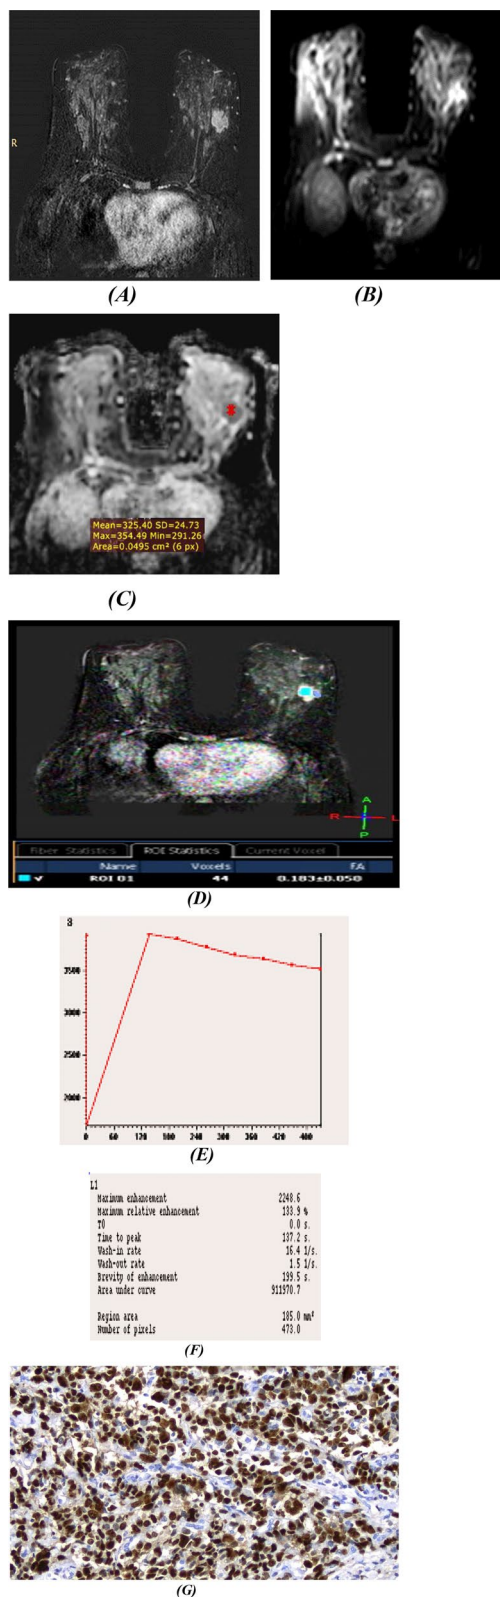 R
(A)
(B)
Mean=325.40 SD=24.73
Max=354.49 Min=291.26
Area=0.0495 cm² (6 px)
(C)
A
R L
P
Fiber Statistics ROI Statistics Current Voxel
Name Voxels FA
ROI 01 44 0.183±0.050
(D)
3500
3000
2500
2000
0 60 120 180 240 300 360 420 480
(E)
L1
Maximum enhancement 2248.6
Maximum relative enhancement 133.9 %
T0 0.0 s.
Time to peak 137.2 s.
Wash-in rate 16.4 1/s.
Wash-out rate 1.5 1/s.
Brevity of enhancement 199.5 s.
Area under curve 911970.7
Region area 185.0 mm²
Number of pixels 473.0
(F)
(G)